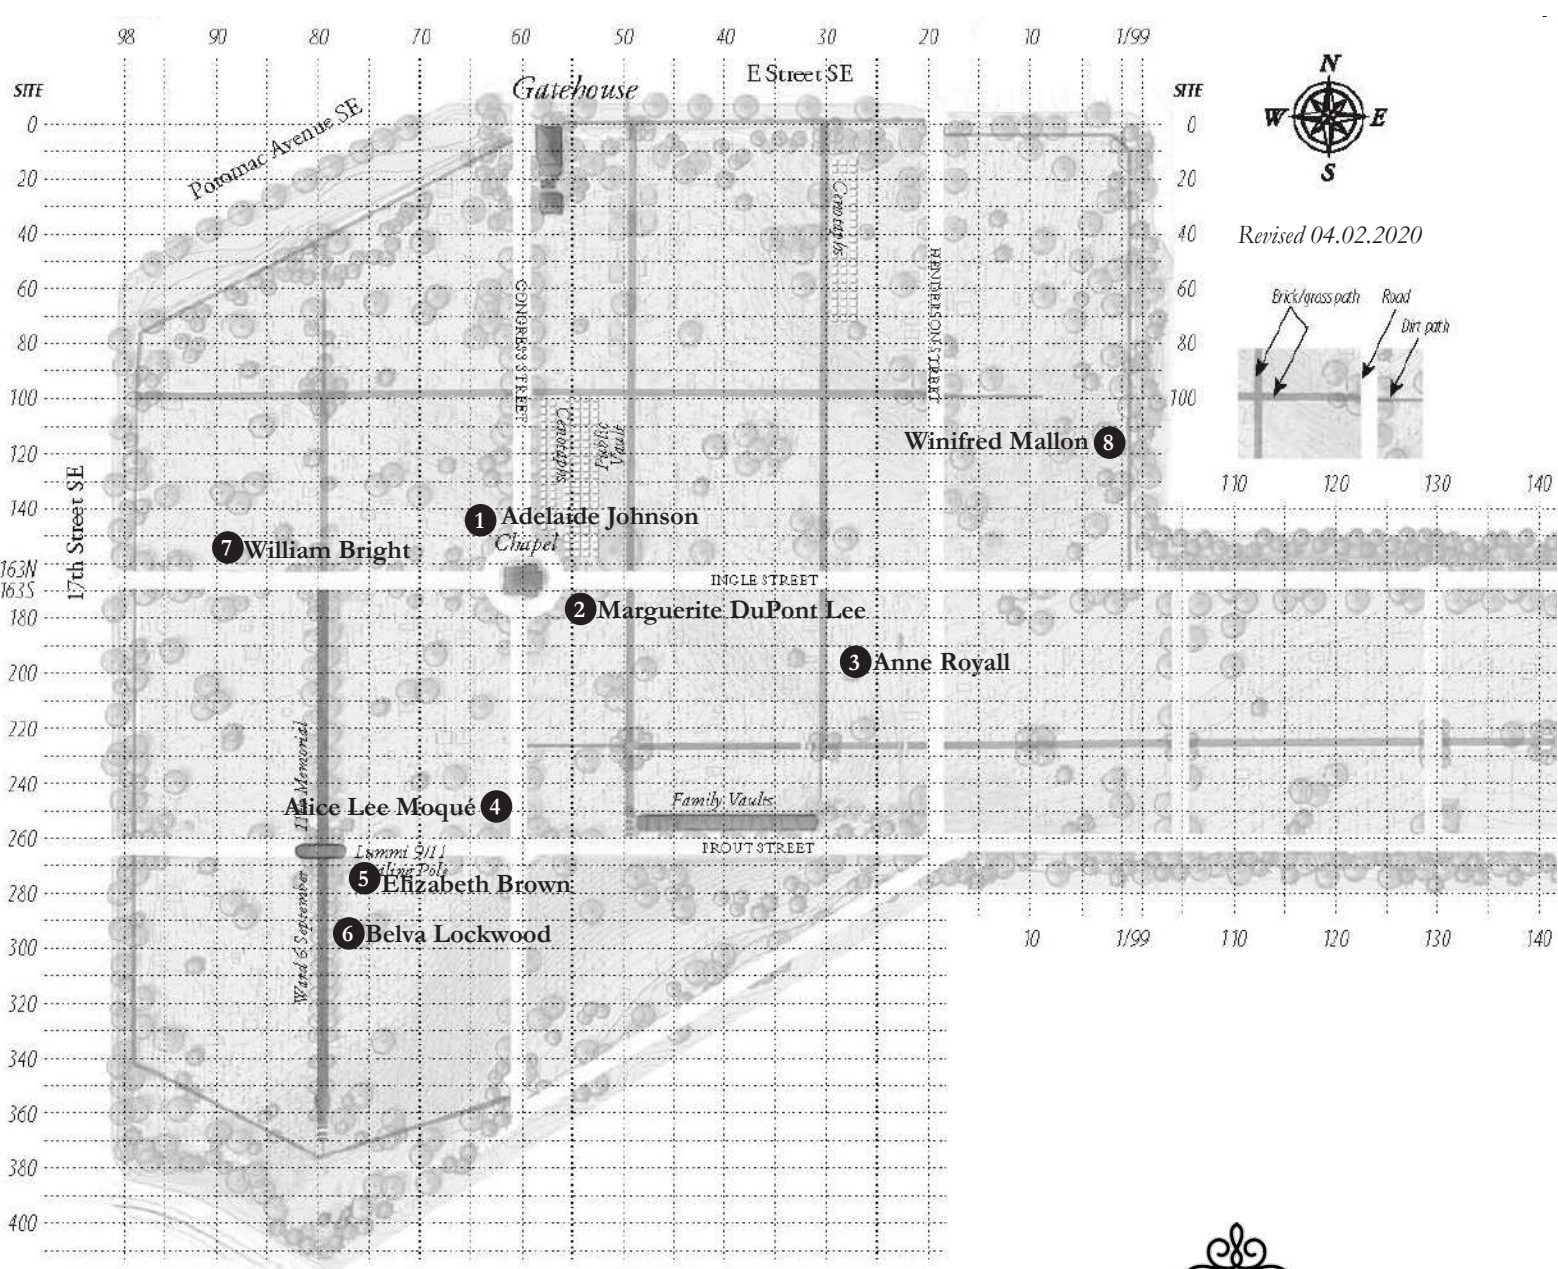 98 90 80 70 60 50 40 30 20 10 1/99
E Street SE
Gatehouse
SITE
SITE
N
W E
S
Potomac Avenue SE
0
20
40
60
80
100
120
140
163N
163S
180
200
220
240
260
280
300
320
340
360
380
400
0
20
40
60
80
100
Revised 04.02.2020
Brick/grass path Road
Dirt path
Cenotaphs
HENDERSON STREET
CONGRESS STREET
Cenotaphs
Public
Vault
17th Street SE
Winifred Mallon 8
110 120 130 140
1 Adelaide Johnson
Chapel
7 William Bright
INGLE STREET
2 Marguerite DuPont Lee
3 Anne Royall
Ward 6 September 11th Memorial
Alice Lee Moqué 4
Family Vaults
PROUT STREET
Lummi 9/11
Healing Pole
5 Elizabeth Brown
6 Belva Lockwood
10 1/99 110 120 130 140